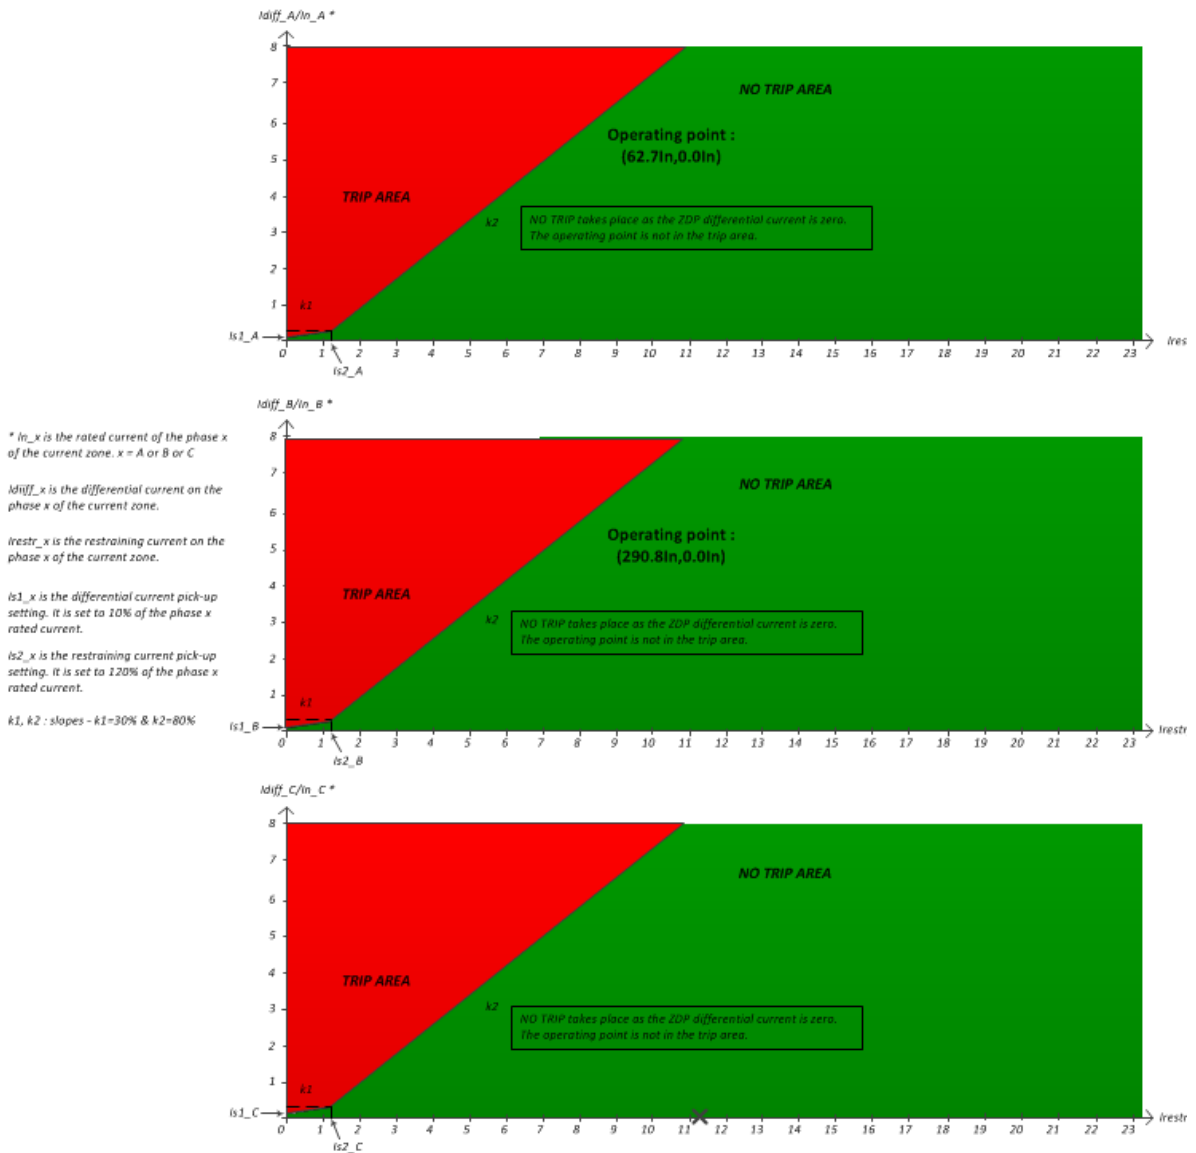 Idiff_A/In_A *
8
NO TRIP AREA
7
Operating point :
(62.7In,0.0In)
6
5
TRIP AREA
4
k2
NO TRIP takes place as the ZDP differential current is zero.
The operating point is not in the trip area.
3
2
1
k1
Is1_A
0 1 2 3 4 5 6 7 8 9 10 11 12 13 14 15 16 17 18 19 20 21 22 23
Ires
Is2_A
Idiff_B/In_B *
* In_x is the rated current of the phase x
of the current zone. x = A or B or C
Idiiff_x is the differential current on the
phase x of the current zone.
Irestr_x is the restraining current on the
phase x of the current zone.
Is1_x is the differential current pick-up
setting. It is set to 10% of the phase x
rated current.
Is2_x is the restraining current pick-up
setting. It is set to 120% of the phase x
rated current.
k1, k2 : slopes - k1=30% & k2=80%
8
NO TRIP AREA
7
6
Operating point :
(290.8In,0.0In)
5
TRIP AREA
4
k2
NO TRIP takes place as the ZDP differential current is zero.
The operating point is not in the trip area.
3
2
1
k1
Is1_B
0 1 2 3 4 5 6 7 8 9 10 11 12 13 14 15 16 17 18 19 20 21 22 23
Irestr
Is2_B
Idiff_C/In_C *
8
NO TRIP AREA
7
6
5
TRIP AREA
4
k2
NO TRIP takes place as the ZDP differential current is zero.
The operating point is not in the trip area.
3
2
1
k1
Is1_C
0 1 2 3 4 5 6 7 8 9 10 11 12 13 14 15 16 17 18 19 20 21 22 23
Irestr
Is2_C